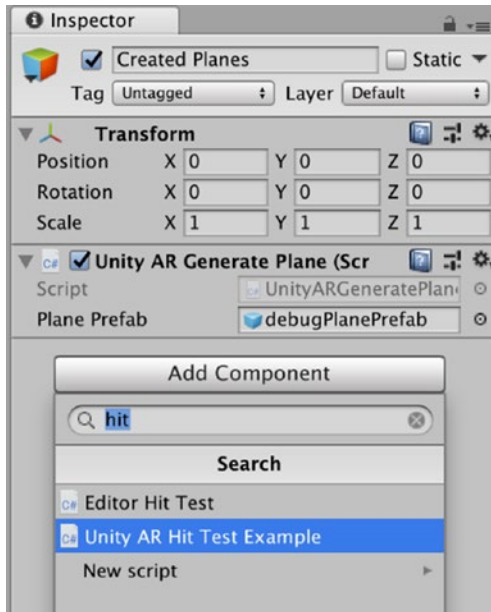 Inspector
Created Planes Static
Tag Untagged Layer Default
Transform
Position X 0 Y 0 Z 0
Rotation X 0 Y 0 Z 0
Scale X 1 Y 1 Z 1
C# Unity AR Generate Plane (Scr
Script C# UnityARGeneratePlan
Plane Prefab debugPlanePrefab
Add Component
hit
Search
C# Editor Hit Test
C# Unity AR Hit Test Example
New script